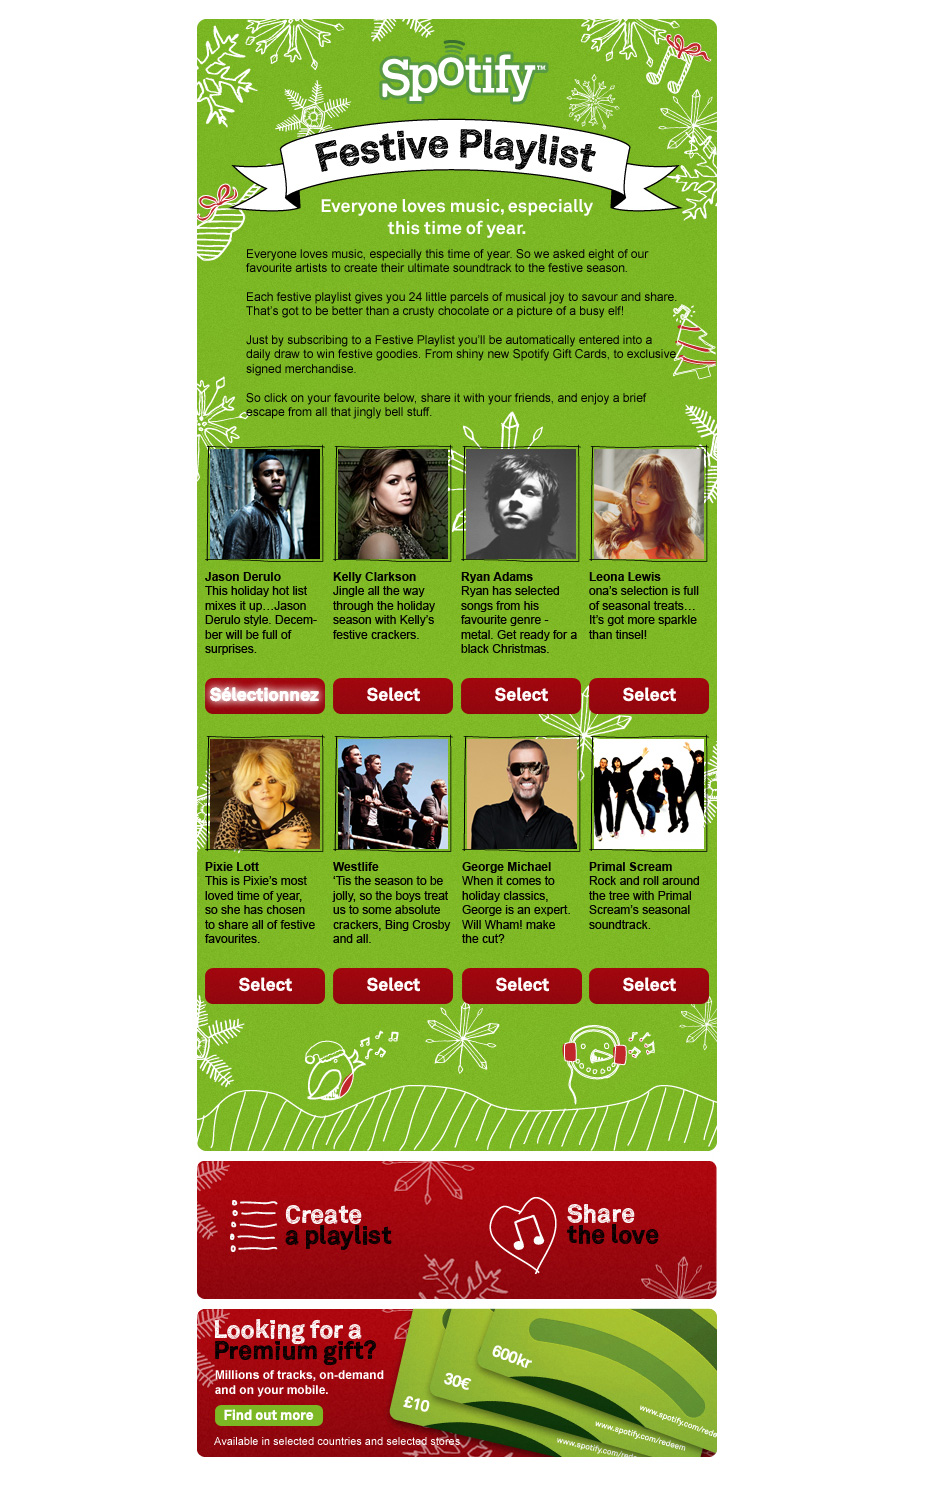 Spotify™
Festive Playlist
Everyone loves music, especially
this time of year.
Everyone loves music, especially this time of year. So we asked eight of our
favourite artists to create their ultimate soundtrack to the festive season.
Each festive playlist gives you 24 little parcels of musical joy to savour and share.
That's got to be better than a crusty chocolate or a picture of a busy elf!
Just by subscribing to a Festive Playlist you'll be automatically entered into a
daily draw to win festive goodies. From shiny new Spotify Gift Cards, to exclusive
signed merchandise.
So click on your favourite below, share it with your friends, and enjoy a brief
escape from all that jingly bell stuff.
Jason Derulo
This holiday hot list
mixes it up…Jason
Derulo style. Decem-
ber will be full of
surprises.
Kelly Clarkson
Jingle all the way
through the holiday
season with Kelly's
festive crackers.
Ryan Adams
Ryan has selected
songs from his
favourite genre -
metal. Get ready for a
black Christmas.
Leona Lewis
ona's selection is full
of seasonal treats…
It's got more sparkle
than tinsel!
Sélectionnez
Select
Select
Select
Pixie Lott
This is Pixie's most
loved time of year,
so she has chosen
to share all of festive
favourites.
Westlife
'Tis the season to be
jolly, so the boys treat
us to some absolute
crackers, Bing Crosby
and all.
George Michael
When it comes to
holiday classics,
George is an expert.
Will Wham! make
the cut?
Primal Scream
Rock and roll around
the tree with Primal
Scream's seasonal
soundtrack.
Select
Select
Select
Select
Create
a playlist
Share
the love
Looking for a
Premium gift?
Millions of tracks, on-demand
and on your mobile.
Find out more
Available in selected countries and selected stores
£10
30€
600kr
www.spotify.com/rede
www.spotify.com/redeem
www.spotify.com/rede